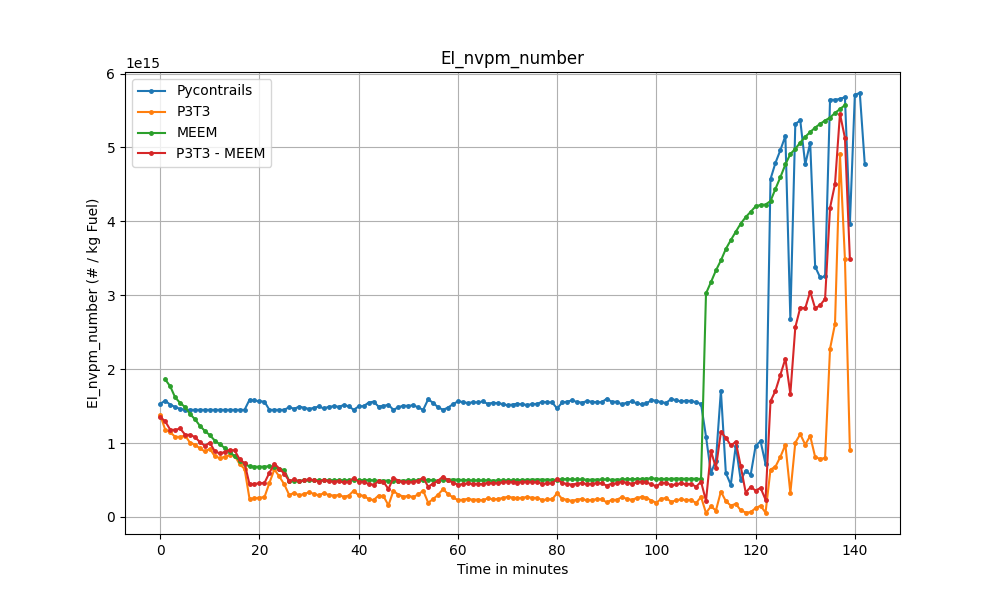 EI_nvpm_number
1e15
6
5
4
3
2
1
0
EI_nvpm_number (# / kg Fuel)
Pycontrails
P3T3
MEEM
P3T3 - MEEM
0 20 40 60 80 100 120 140
Time in minutes